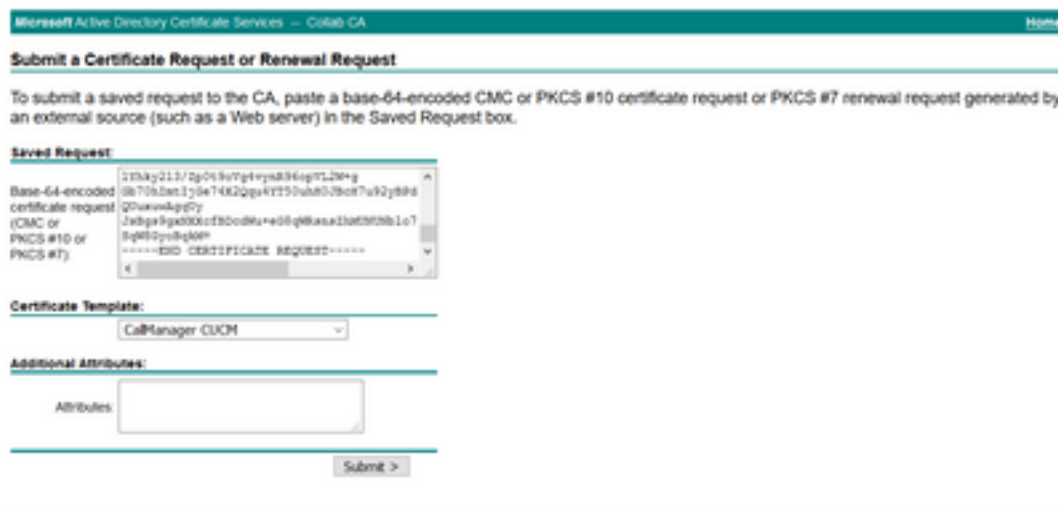 Microsoft Active Directory Certificate Services -- Collab CA
Home
Submit a Certificate Request or Renewal Request
To submit a saved request to the CA, paste a base-64-encoded CMC or PKCS #10 certificate request or PKCS #7 renewal request generated by
an external source (such as a Web server) in the Saved Request box.
Saved Request:
Base-64-encoded
certificate request
(CMC or
PKCS #10 or
PKCS #7):
-----END CERTIFICATE REQUEST-----
Certificate Template:
CallManager CUCM
Additional Attributes:
Attributes:
Submit >